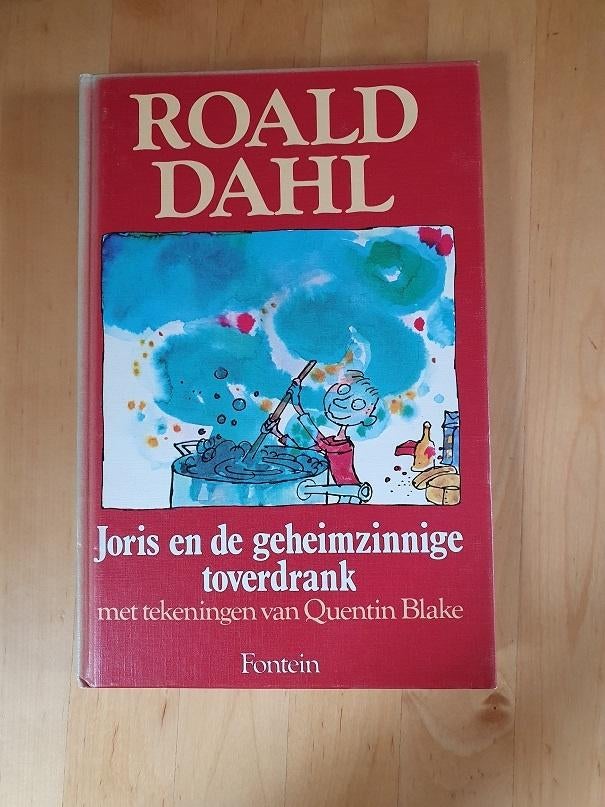 ROALD
DAHL
Joris en de geheimzinnige
toverdrank
met tekeningen van Quentin Blake
Fontein